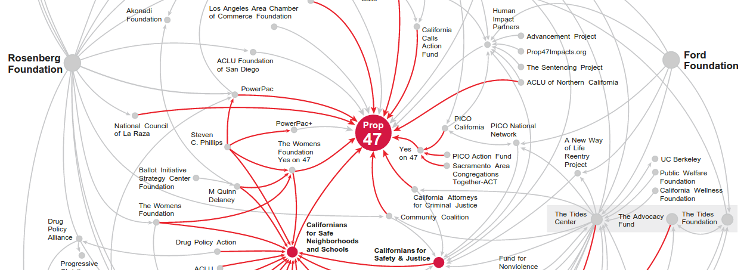 Akonadi
Foundation
Los Angeles Area Chamber
of Commerce Foundation
California
Calls
Action
Fund
Human
Impact
Partners
Advancement Project
Prop47Impacts.org
The Sentencing Project
ACLU of Northern California
Rosenberg
Foundation
Ford
Foundation
ACLU Foundation
of San Diego
PowerPac
National Council
of La Raza
Steven
C. Phillips
PowerPac+
Prop
47
The Womens
Foundation
Yes on 47
Yes
on 47
PICO
California
PICO National
Network
PICO Action Fund
Sacramento Area
Congregations
Together-ACT
A New Way
of Life
Reentry
Project
UC Berkeley
Public Welfare
Foundation
California Wellness
Foundation
Ballot Initiative
Strategy Center
Foundation
M Quinn
Delaney
California Attorneys
for Criminal Justice
The Womens
Foundation
Community Coalition
The Tides
Center
The Advocacy
Fund
The Tides
Foundation
Drug
Policy
Alliance
Drug Policy Action
Californians
for Safe
Neighborhoods
and Schools
Californians for
Safety & Justice
Fund for
Nonviolence
Progressive
ACLU